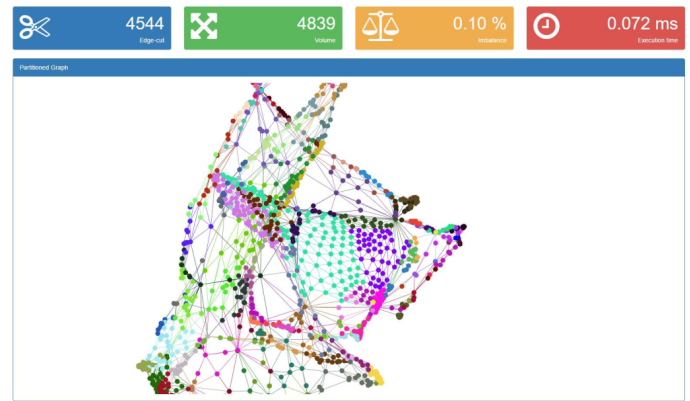 4544
Edge-cut
4839
Volume
0.10 %
Imbalance
0.072 ms
Execution time
Partitioned Graph